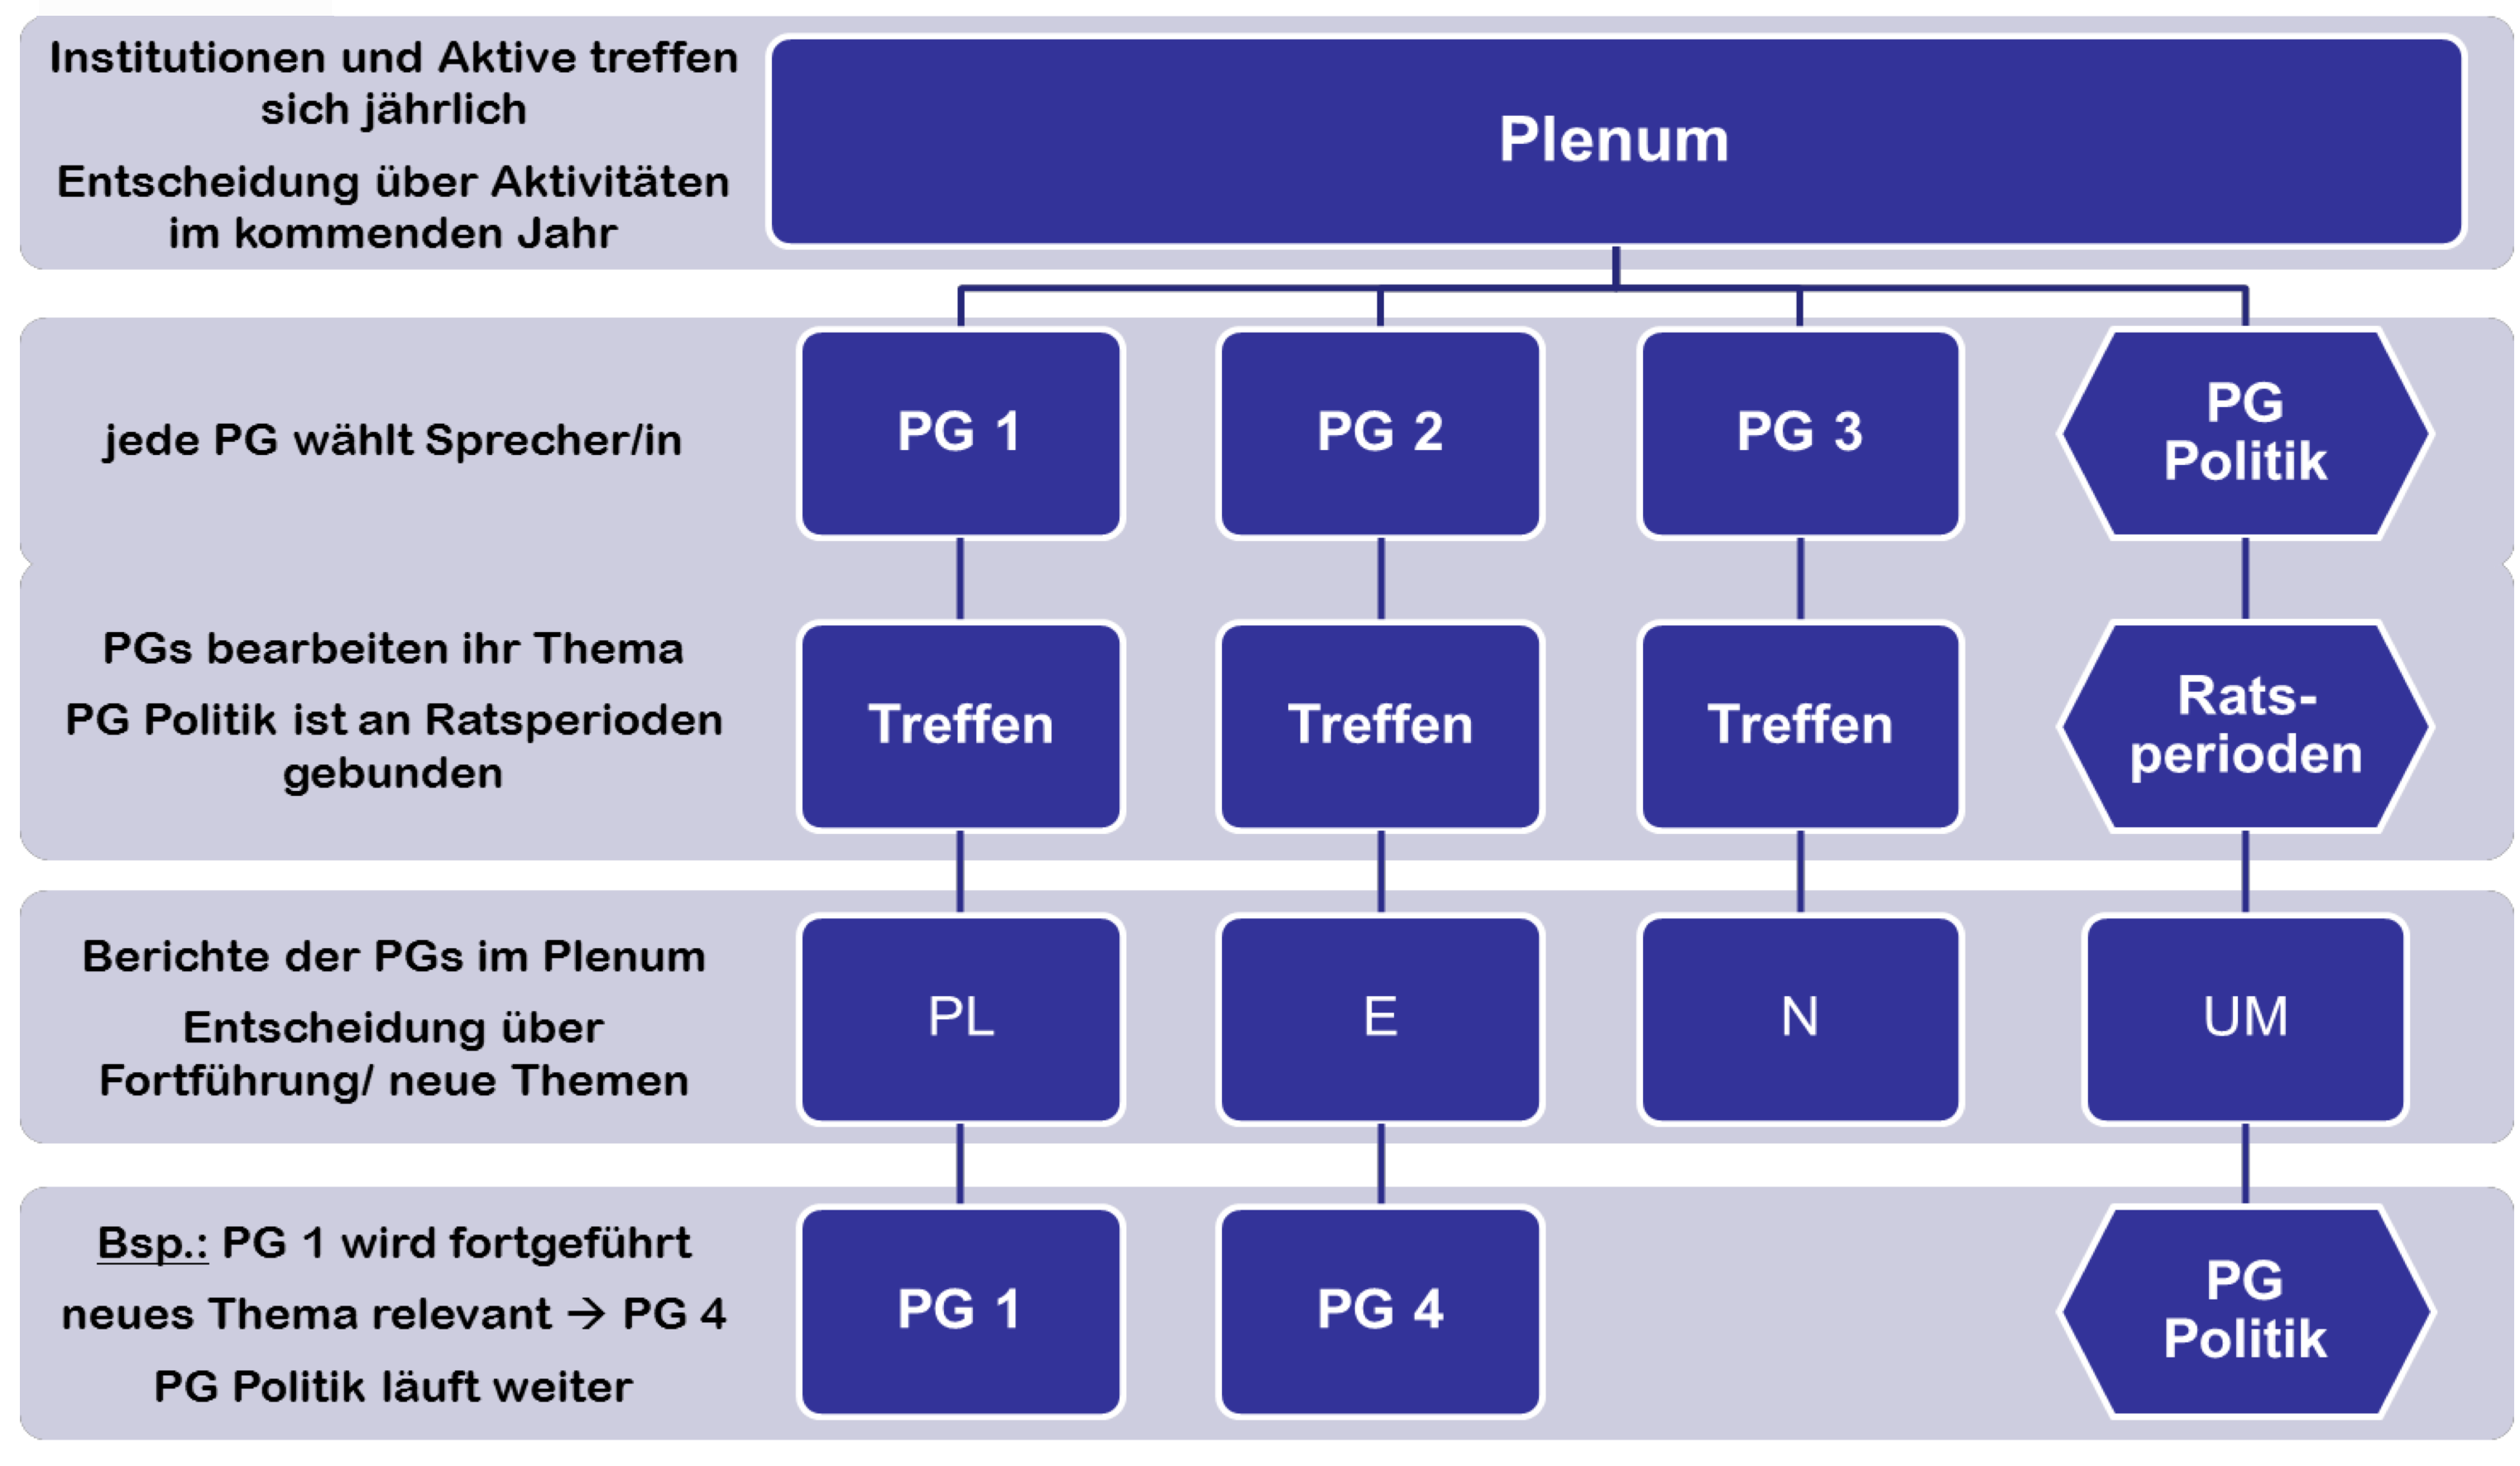 Institutionen und Aktive treffen
sich jährlich
Entscheidung über Aktivitäten
im kommenden Jahr
Plenum
jede PG wählt Sprecher/in
PG 1
PG 2
PG 3
PG
Politik
PGs bearbeiten ihr Thema
PG Politik ist an Ratsperioden
gebunden
Treffen
Treffen
Treffen
Rats-
perioden
Berichte der PGs im Plenum
Entscheidung über
Fortführung/ neue Themen
PL
E
N
UM
Bsp.: PG 1 wird fortgeführt
neues Thema relevant → PG 4
PG Politik läuft weiter
PG 1
PG 4
PG
Politik